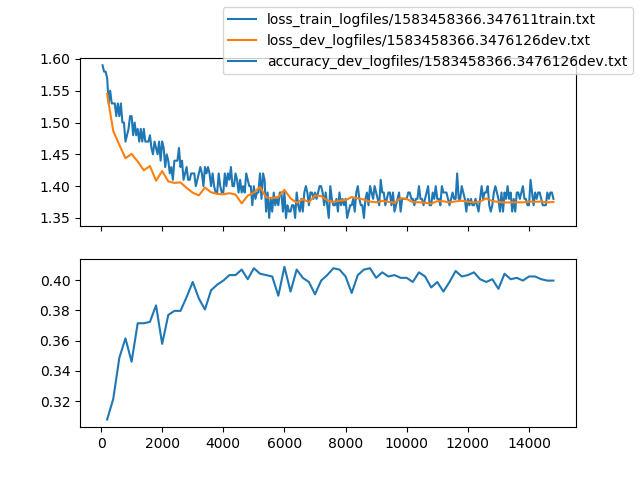 loss_train_logfiles/1583458366.347611train.txt
loss_dev_logfiles/1583458366.3476126dev.txt
accuracy_dev_logfiles/1583458366.3476126dev.txt
1.60
1.55
1.50
1.45
1.40
1.35
0.40
0.38
0.36
0.34
0.32
0 2000 4000 6000 8000 10000 12000 14000